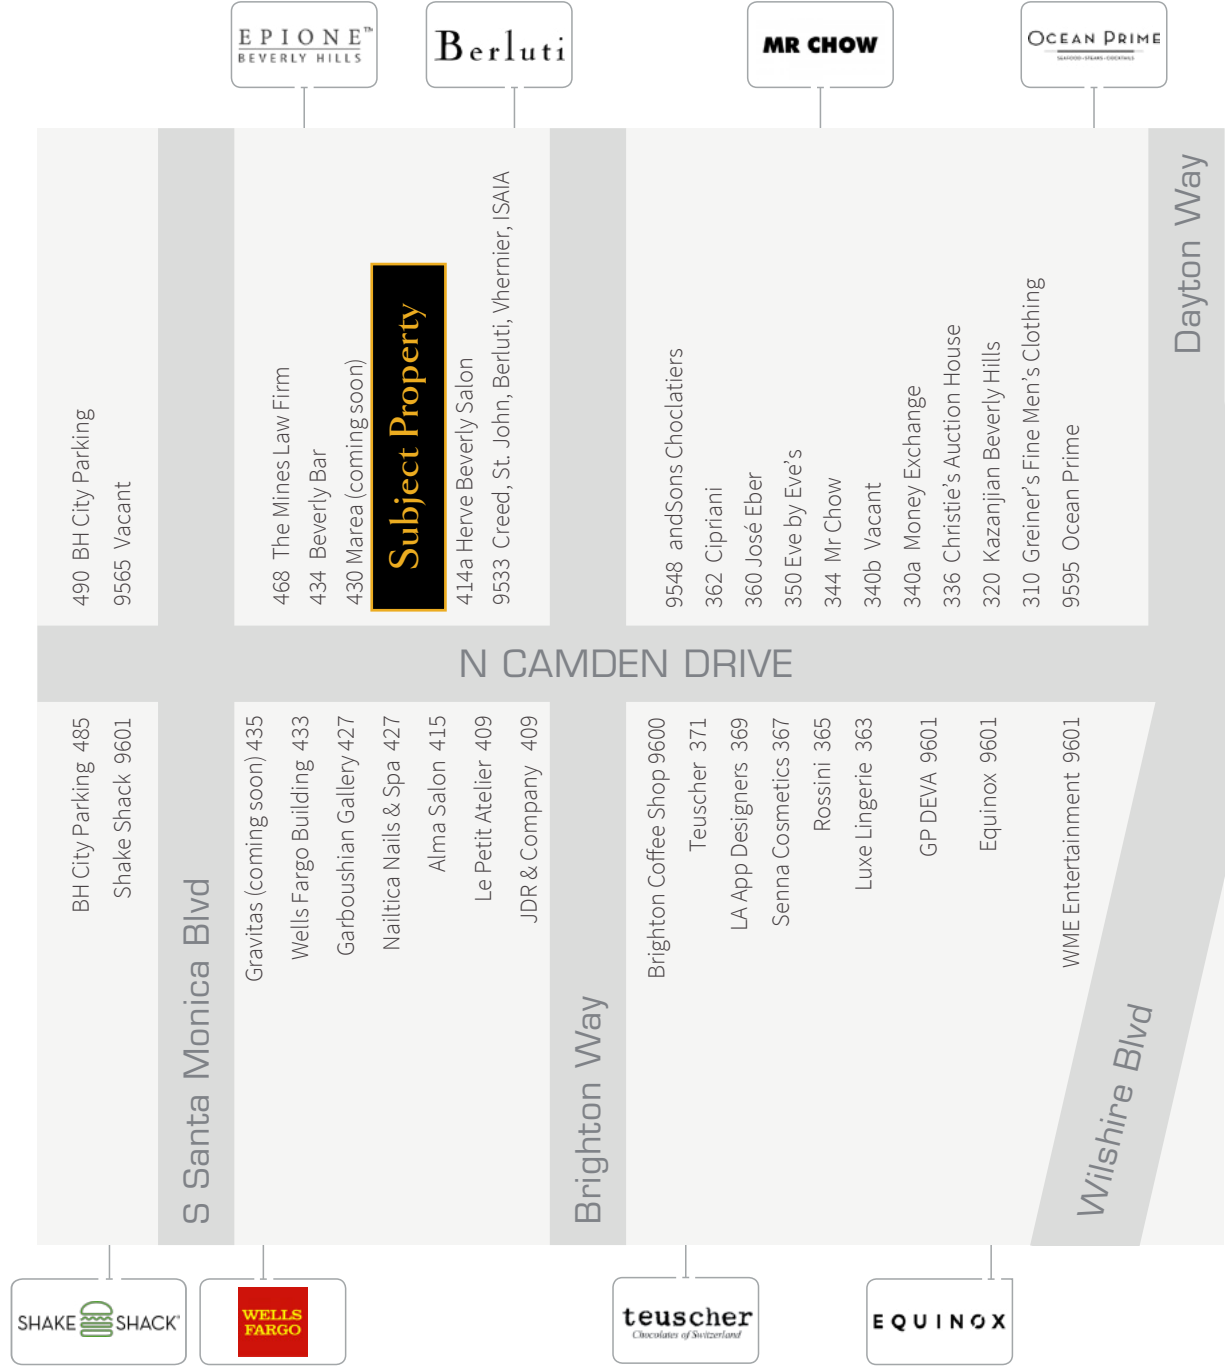 EPIONE™
BEVERLY HILLS
Berluti
MR CHOW
OCEAN PRIME
SEAFOOD • STEAKS • COCKTAILS
490 BH City Parking
9565 Vacant
468 The Mines Law Firm
434 Beverly Bar
430 Marea (coming soon)
Subject Property
414a Herve Beverly Salon
9533 Creed, St. John, Berluti, Vhernier, ISAIA
9548 andSons Choclatiers
362 Cipriani
360 José Eber
350 Eve by Eve's
344 Mr Chow
340b Vacant
340a Money Exchange
336 Christie's Auction House
320 Kazanjian Beverly Hills
310 Greiner's Fine Men's Clothing
9595 Ocean Prime
Dayton Way
N CAMDEN DRIVE
BH City Parking 485
Shake Shack 9601
S Santa Monica Blvd
Gravitas (coming soon) 435
Wells Fargo Building 433
Garboushian Gallery 427
Nailtica Nails & Spa 427
Alma Salon 415
Le Petit Atelier 409
JDR & Company 409
Brighton Way
Brighton Coffee Shop 9600
Teuscher 371
LA App Designers 369
Senna Cosmetics 367
Rossini 365
Luxe Lingerie 363
GP DEVA 9601
Equinox 9601
WME Entertainment 9601
Wilshire Blvd
SHAKE SHACK
WELLS
FARGO
teuscher
Chocolates of Switzerland
EQUINOX